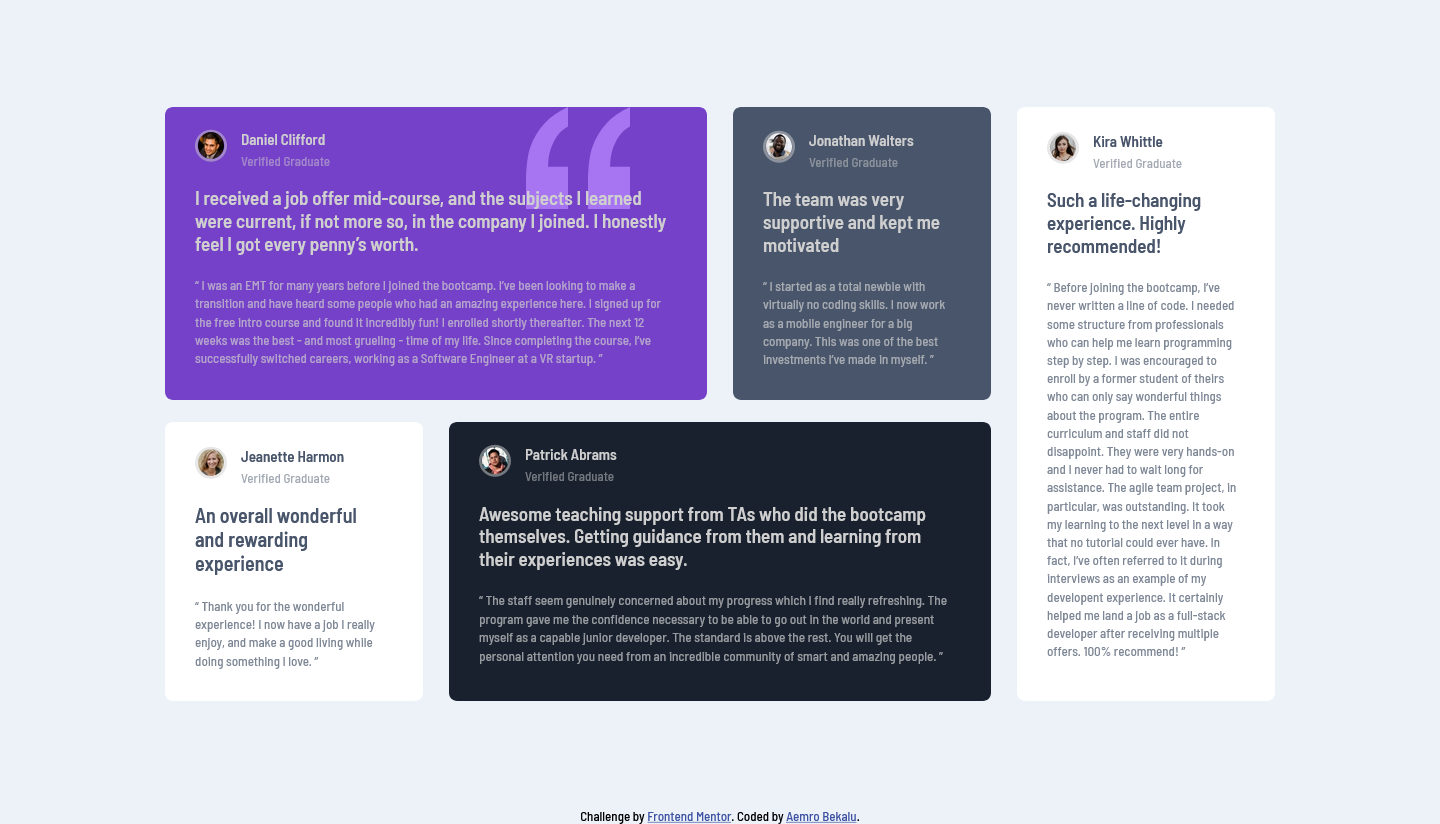 Daniel Clifford
Verified Graduate
I received a job offer mid-course, and the subjects I learned
were current, if not more so, in the company I joined. I honestly
feel I got every penny’s worth.
“ I was an EMT for many years before I joined the bootcamp. I’ve been looking to make a
transition and have heard some people who had an amazing experience here. I signed up for
the free intro course and found it incredibly fun! I enrolled shortly thereafter. The next 12
weeks was the best - and most grueling - time of my life. Since completing the course, I’ve
successfully switched careers, working as a Software Engineer at a VR startup. ”
Jonathan Walters
Verified Graduate
The team was very
supportive and kept me
motivated
“ I started as a total newbie with
virtually no coding skills. I now work
as a mobile engineer for a big
company. This was one of the best
investments I’ve made in myself. ”
Kira Whittle
Verified Graduate
Such a life-changing
experience. Highly
recommended!
“ Before joining the bootcamp, I’ve
never written a line of code. I needed
some structure from professionals
who can help me learn programming
step by step. I was encouraged to
enroll by a former student of theirs
who can only say wonderful things
about the program. The entire
curriculum and staff did not
disappoint. They were very hands-on
and I never had to wait long for
assistance. The agile team project, in
particular, was outstanding. It took
my learning to the next level in a way
that no tutorial could ever have. In
fact, I’ve often referred to it during
interviews as an example of my
developent experience. It certainly
helped me land a job as a full-stack
developer after receiving multiple
offers. 100% recommend! ”
Jeanette Harmon
Verified Graduate
An overall wonderful
and rewarding
experience
“ Thank you for the wonderful
experience! I now have a job I really
enjoy, and make a good living while
doing something I love. ”
Patrick Abrams
Verified Graduate
Awesome teaching support from TAs who did the bootcamp
themselves. Getting guidance from them and learning from
their experiences was easy.
“ The staff seem genuinely concerned about my progress which I find really refreshing. The
program gave me the confidence necessary to be able to go out in the world and present
myself as a capable junior developer. The standard is above the rest. You will get the
personal attention you need from an incredible community of smart and amazing people. ”
Challenge by Frontend Mentor. Coded by Aemro Bekalu.